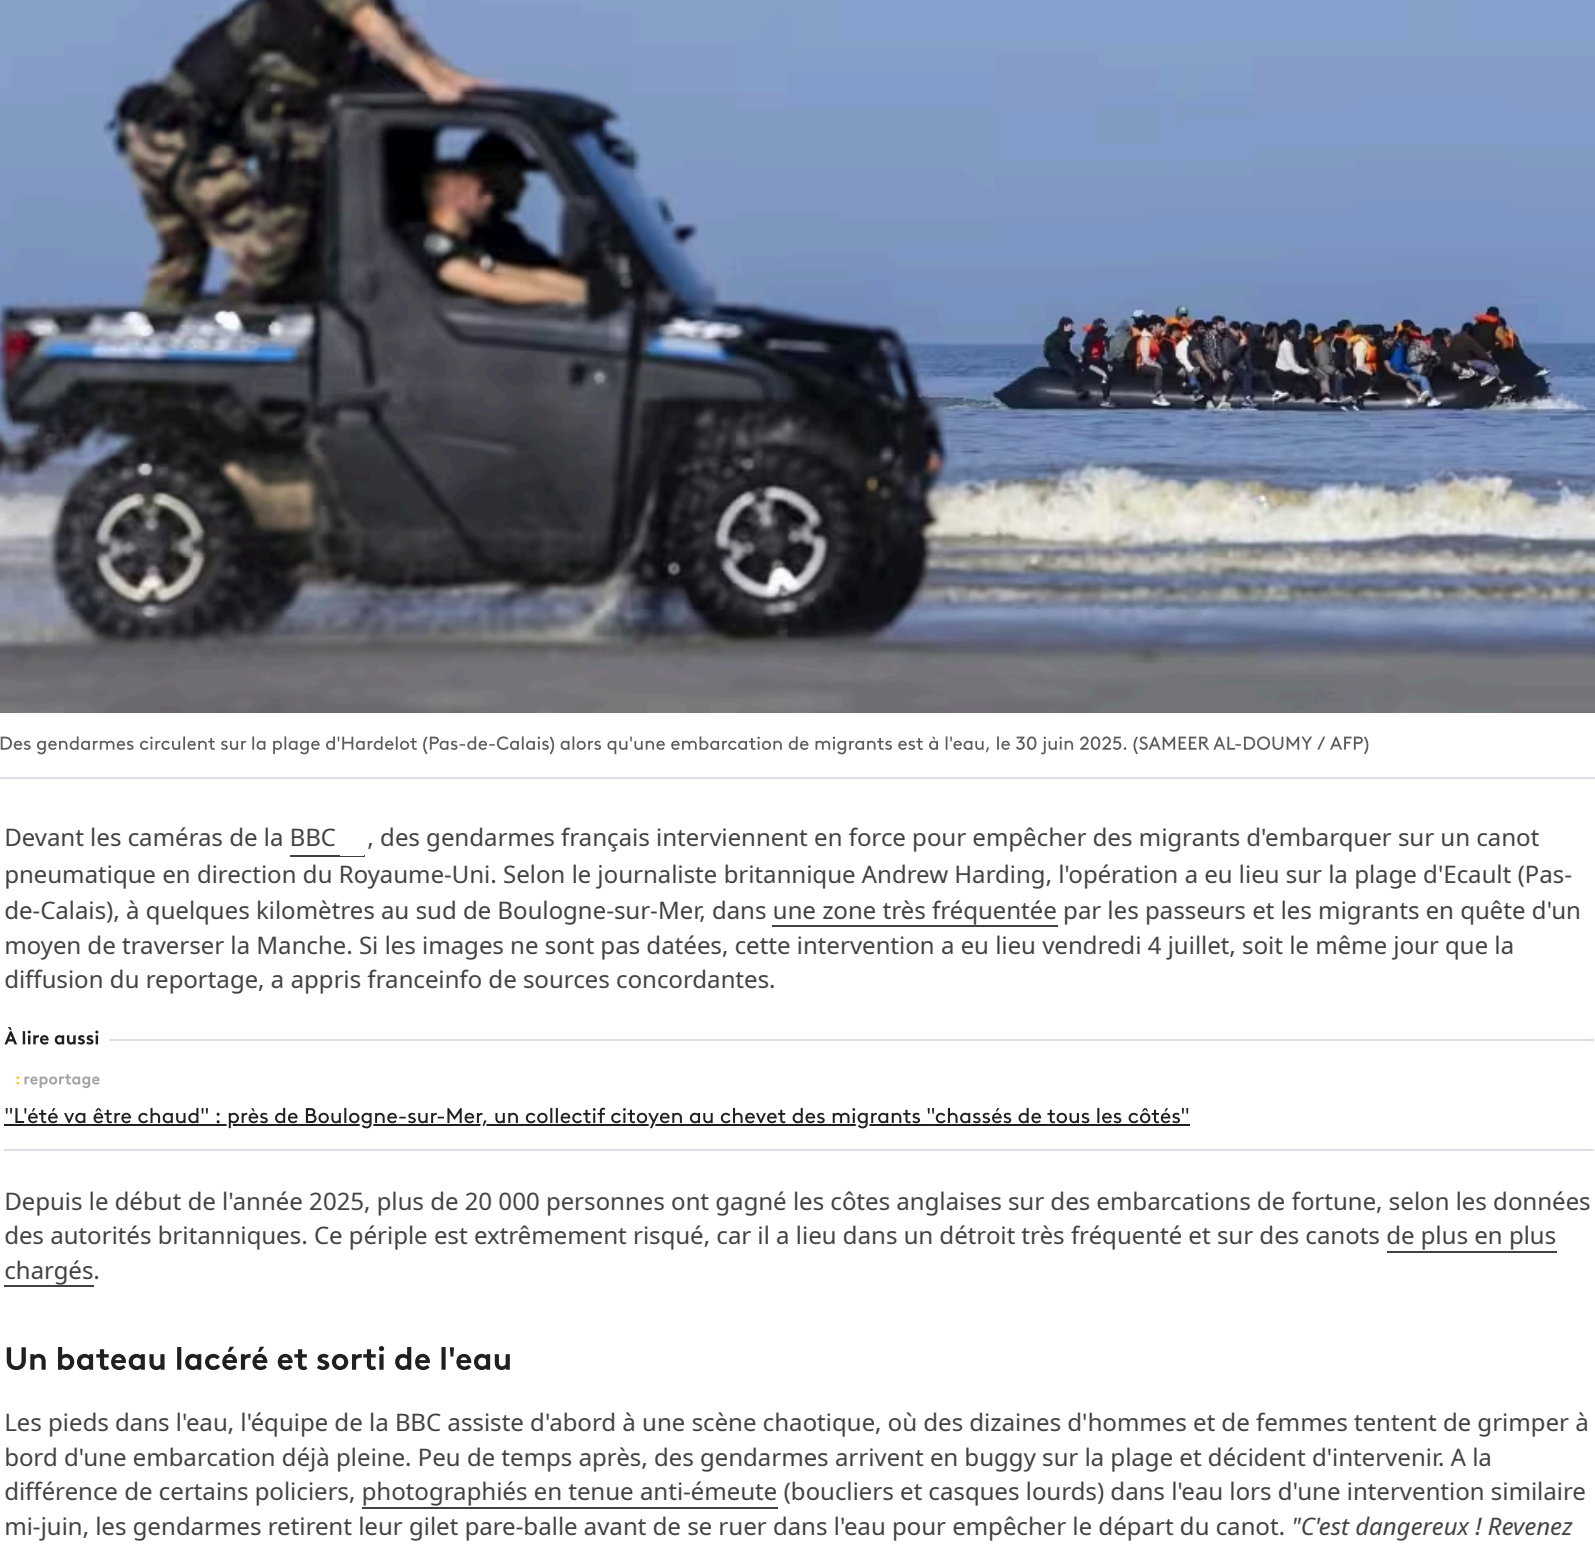 Des gendarmes circulent sur la plage d'Hardelot (Pas-de-Calais) alors qu'une embarcation de migrants est à l'eau, le 30 juin 2025. (SAMEER AL-DOUMY / AFP)
Devant les caméras de la BBC , des gendarmes français interviennent en force pour empêcher des migrants d'embarquer sur un canot
pneumatique en direction du Royaume-Uni. Selon le journaliste britannique Andrew Harding, l'opération a eu lieu sur la plage d'Ecault (Pas-
de-Calais), à quelques kilomètres au sud de Boulogne-sur-Mer, dans une zone très fréquentée par les passeurs et les migrants en quête d'un
moyen de traverser la Manche. Si les images ne sont pas datées, cette intervention a eu lieu vendredi 4 juillet, soit le même jour que la
diffusion du reportage, a appris franceinfo de sources concordantes.
À lire aussi
: reportage
"L'été va être chaud" : près de Boulogne-sur-Mer, un collectif citoyen au chevet des migrants "chassés de tous les côtés"
Depuis le début de l'année 2025, plus de 20 000 personnes ont gagné les côtes anglaises sur des embarcations de fortune, selon les données
des autorités britanniques. Ce périple est extrêmement risqué, car il a lieu dans un détroit très fréquenté et sur des canots de plus en plus
chargés.
Un bateau lacéré et sorti de l'eau
Les pieds dans l'eau, l'équipe de la BBC assiste d'abord à une scène chaotique, où des dizaines d'hommes et de femmes tentent de grimper à
bord d'une embarcation déjà pleine. Peu de temps après, des gendarmes arrivent en buggy sur la plage et décident d'intervenir. A la
différence de certains policiers, photographiés en tenue anti-émeute (boucliers et casques lourds) dans l'eau lors d'une intervention similaire
mi-juin, les gendarmes retirent leur gilet pare-balle avant de se ruer dans l'eau pour empêcher le départ du canot. "C'est dangereux ! Revenez